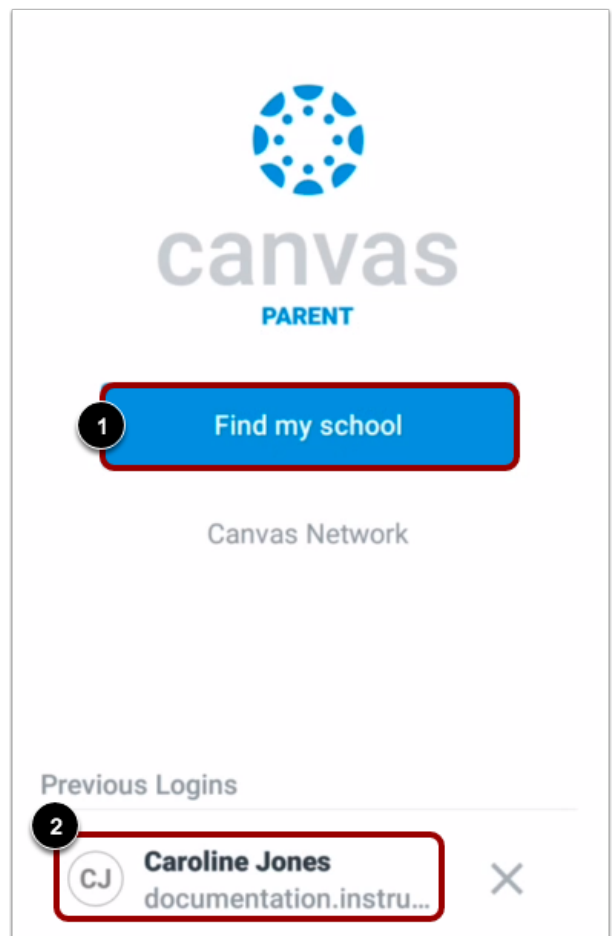 canvas
PARENT
1
Find my school
Canvas Network
Previous Logins
2
CJ
Caroline Jones
documentation.instru...